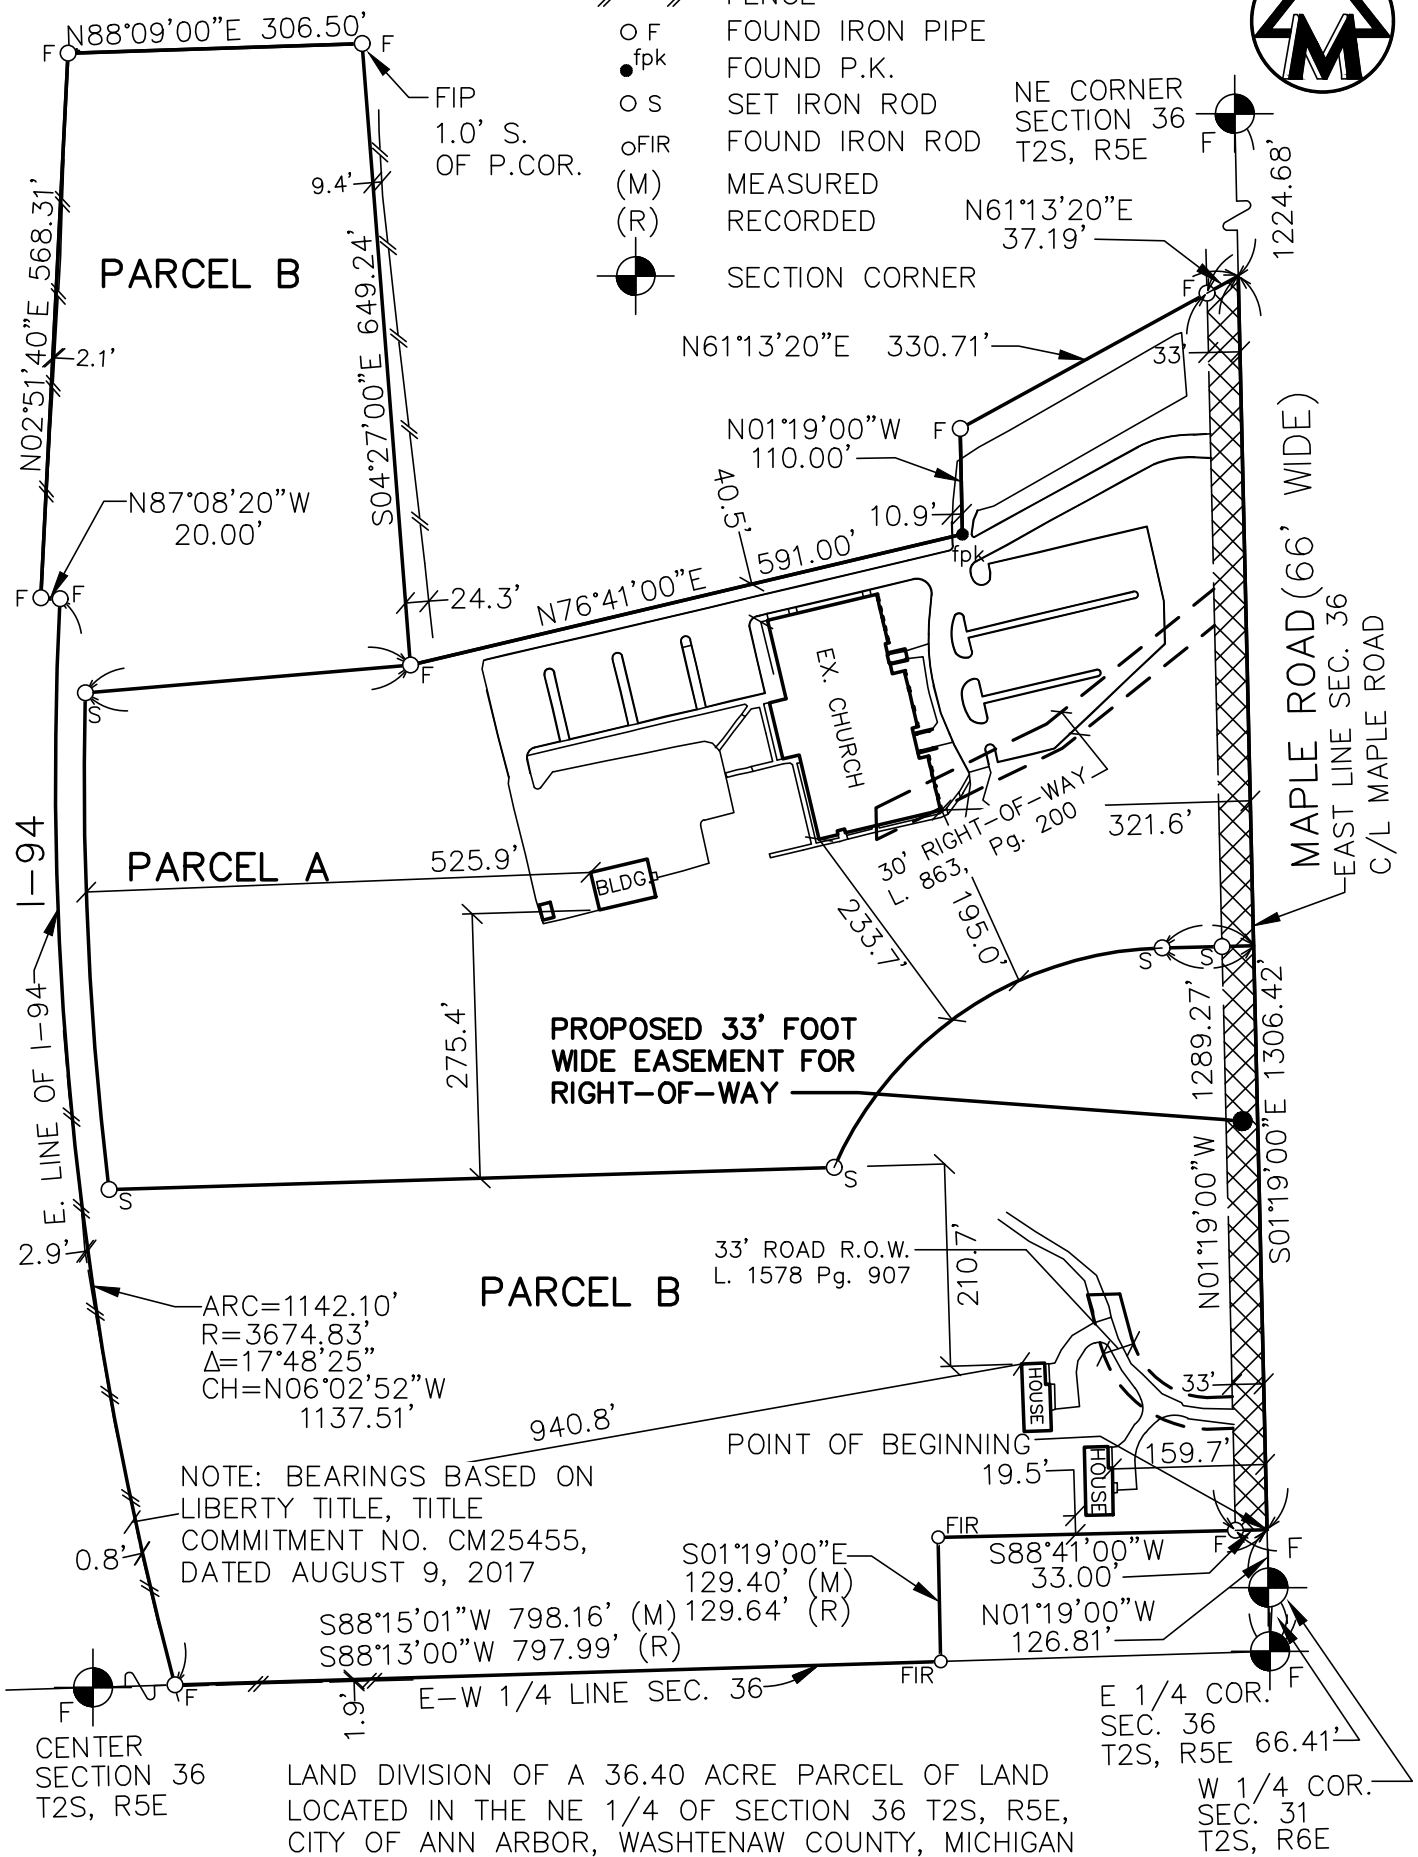 FENCE
F FOUND IRON PIPE
fpk FOUND P.K.
S SET IRON ROD
FIR FOUND IRON ROD
(M) MEASURED
(R) RECORDED
SECTION CORNER
M
NE CORNER
SECTION 36
T2S, R5E
F
1224.68'
N88°09'00"E 306.50'
F
F
FIP
1.0' S.
OF P.COR.
9.4'
PARCEL B
N02°51'40"E 568.31'
2.1'
S04°27'00"E 649.24'
N87°08'20"W
20.00'
F
F
24.3'
F
N61°13'20"E
37.19'
F
N61°13'20"E 330.71'
33'
N01°19'00"W
110.00'
F
10.9'
fpk
40.5'
N76°41'00"E 591.00'
S
EX. CHURCH
MAPLE ROAD (66' WIDE)
EAST LINE SEC. 36
C/L MAPLE ROAD
30' RIGHT-OF-WAY
L. 863, Pg. 200
321.6'
I-94
PARCEL A
525.9'
BLDG.
233.7'
195.0'
S
S
275.4'
E. LINE OF I-94
PROPOSED 33' FOOT
WIDE EASEMENT FOR
RIGHT-OF-WAY
N01°19'00"W 1289.27'
S01°19'00"E 1306.42'
S
S
2.9'
33' ROAD R.O.W.
L. 1578 Pg. 907
210.7'
PARCEL B
ARC=1142.10'
R=3674.83'
Δ=17°48'25"
CH=N06°02'52"W
1137.51'
940.8'
HOUSE
33'
POINT OF BEGINNING
19.5'
HOUSE
159.7'
NOTE: BEARINGS BASED ON
LIBERTY TITLE, TITLE
COMMITMENT NO. CM25455,
DATED AUGUST 9, 2017
0.8'
FIR
S01°19'00"E
129.40' (M)
129.64' (R)
S88°41'00"W
33.00'
F
F
N01°19'00"W
126.81'
S88°15'01"W 798.16' (M)
S88°13'00"W 797.99' (R)
FIR
F
F
F
1.9'
E-W 1/4 LINE SEC. 36
CENTER
SECTION 36
T2S, R5E
E 1/4 COR.
SEC. 36
T2S, R5E
66.41'
W 1/4 COR.
SEC. 31
T2S, R6E
LAND DIVISION OF A 36.40 ACRE PARCEL OF LAND
LOCATED IN THE NE 1/4 OF SECTION 36 T2S, R5E,
CITY OF ANN ARBOR, WASHTENAW COUNTY, MICHIGAN